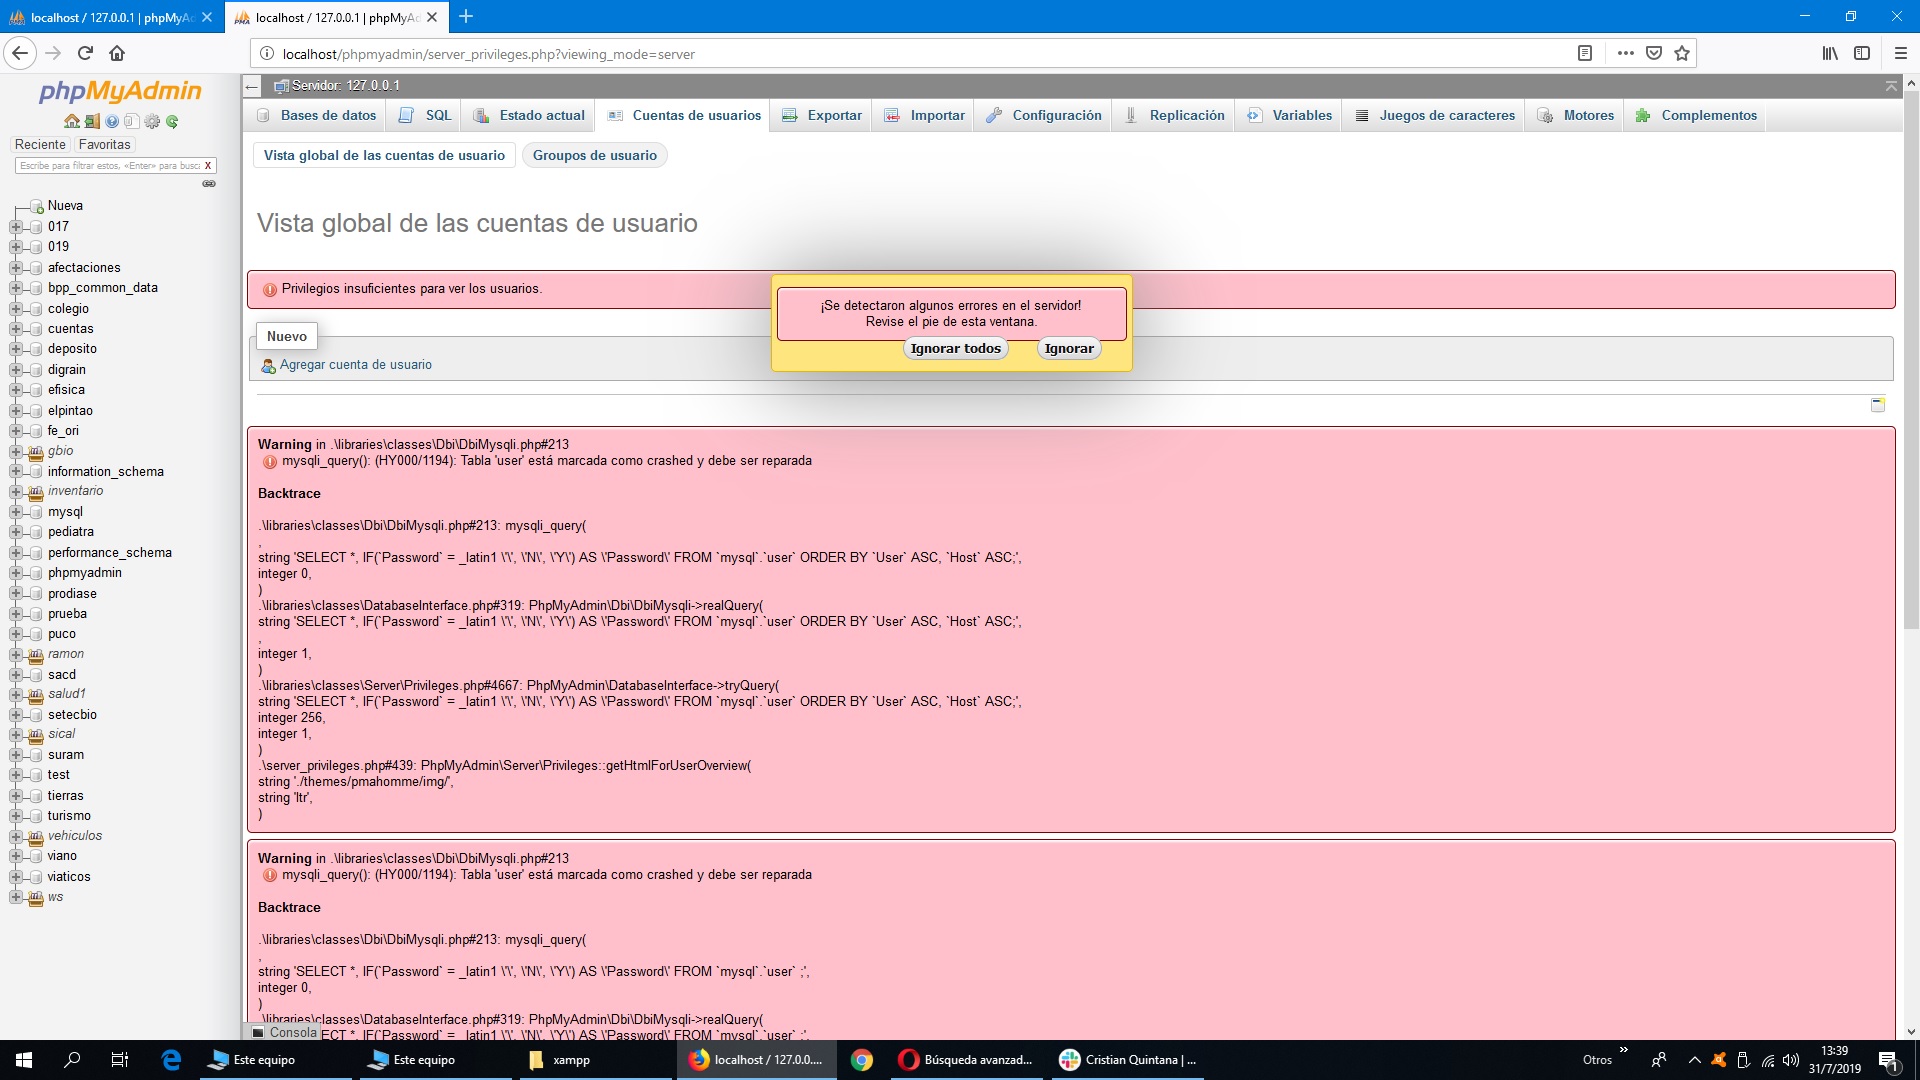 localhost / 127.0.0.1 | phpMyAd
localhost / 127.0.0.1 | phpMyAd
localhost/phpmyadmin/server_privileges.php?viewing_mode=server
phpMyAdmin
Reciente
Favoritas
Escribe para filtrar estos, «Enter» para busca
X
Nueva
017
019
afectaciones
bpp_common_data
colegio
cuentas
deposito
digrain
efisica
elpintao
fe_ori
gbio
information_schema
inventario
mysql
pediatra
performance_schema
phpmyadmin
prodiase
prueba
puco
ramon
sacd
salud1
setecbio
sical
suram
test
tierras
turismo
vehiculos
viano
viaticos
ws
Servidor: 127.0.0.1
Bases de datos
SQL
Estado actual
Cuentas de usuarios
Exportar
Importar
Configuración
Replicación
Variables
Juegos de caracteres
Motores
Complementos
Vista global de las cuentas de usuario
Groupos de usuario
Vista global de las cuentas de usuario
Privilegios insuficientes para ver los usuarios.
¡Se detectaron algunos errores en el servidor!
Revise el pie de esta ventana.
Ignorar todos
Ignorar
Nuevo
Agregar cuenta de usuario
Warning in .\libraries\classes\Dbi\DbiMysqli.php#213
mysqli_query(): (HY000/1194): Tabla 'user' está marcada como crashed y debe ser reparada
Backtrace
.\libraries\classes\Dbi\DbiMysqli.php#213: mysqli_query(
,
string 'SELECT *, IF(`Password` = _latin1 \'\', \'N\', \'Y\') AS \'Password\' FROM `mysql`.`user` ORDER BY `User` ASC, `Host` ASC;',
integer 0,
)
.\libraries\classes\DatabaseInterface.php#319: PhpMyAdmin\Dbi\DbiMysqli->realQuery(
string 'SELECT *, IF(`Password` = _latin1 \'\', \'N\', \'Y\') AS \'Password\' FROM `mysql`.`user` ORDER BY `User` ASC, `Host` ASC;',
,
integer 1,
)
.\libraries\classes\Server\Privileges.php#4667: PhpMyAdmin\DatabaseInterface->tryQuery(
string 'SELECT *, IF(`Password` = _latin1 \'\', \'N\', \'Y\') AS \'Password\' FROM `mysql`.`user` ORDER BY `User` ASC, `Host` ASC;',
integer 256,
integer 1,
)
.\server_privileges.php#439: PhpMyAdmin\Server\Privileges::getHtmlForUserOverview(
string './themes/pmahomme/img/',
string 'ltr',
)
Warning in .\libraries\classes\Dbi\DbiMysqli.php#213
mysqli_query(): (HY000/1194): Tabla 'user' está marcada como crashed y debe ser reparada
Backtrace
.\libraries\classes\Dbi\DbiMysqli.php#213: mysqli_query(
,
string 'SELECT *, IF(`Password` = _latin1 \'\', \'N\', \'Y\') AS \'Password\' FROM `mysql`.`user` ;',
integer 0,
)
.\libraries\classes\DatabaseInterface.php#319: PhpMyAdmin\Dbi\DbiMysqli->realQuery(
Consola
ECT *, IF(`Password` = _latin1 \'\', \'N\', \'Y\') AS \'Password\' FROM `mysql`.`user` ;',
Este equipo
Este equipo
xampp
localhost / 127.0.0....
Búsqueda avanzad...
Cristian Quintana | ...
Otros
13:39
31/7/2019
1